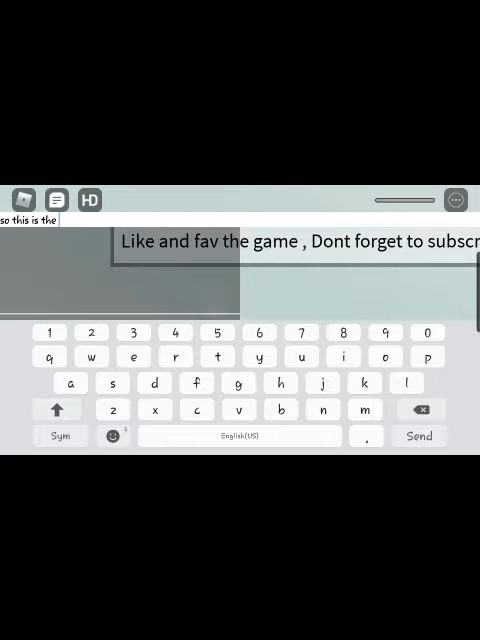 HD
so this is the
Like and fav the game , Dont forget to subscr
1 2 3 4 5 6 7 8 9 0
q w e r t y u i o p
a s d f g h j k l
z x c v b n m
Sym English(US) . Send